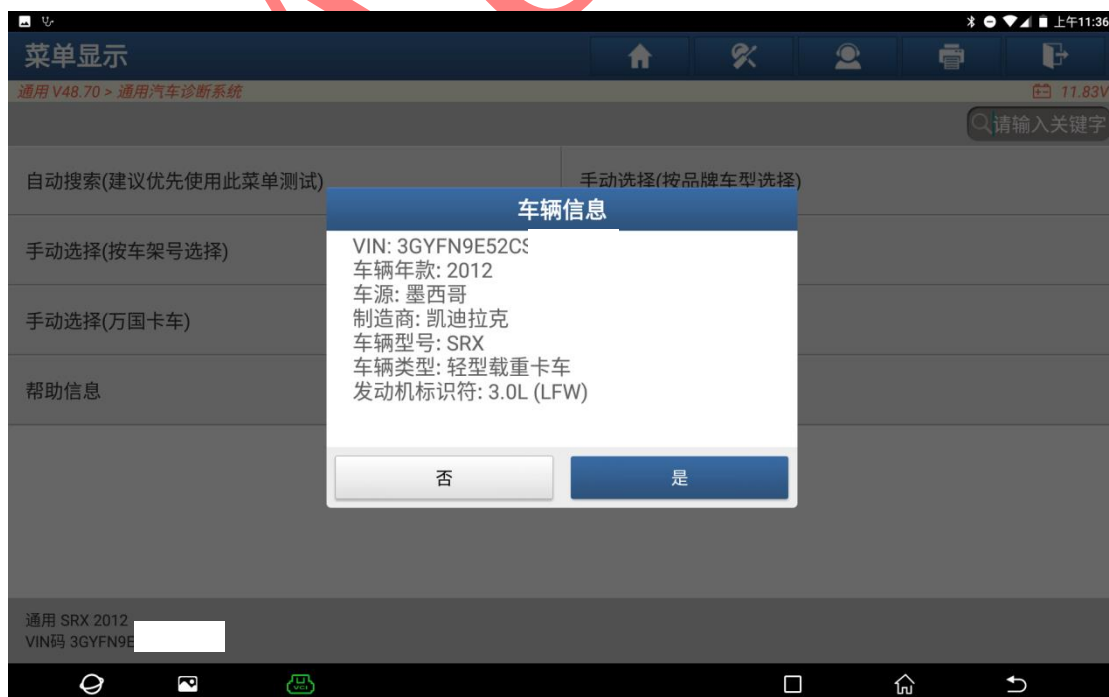 上午11:36
菜单显示
通用 V48.70 > 通用汽车诊断系统
11.83V
请输入关键字
自动搜索(建议优先使用此菜单测试)
手动选择(按品牌车型选择)
手动选择(按车架号选择)
手动选择(万国卡车)
帮助信息
车辆信息
VIN: 3GYFN9E52CS
车辆年款: 2012
车源: 墨西哥
制造商: 凯迪拉克
车辆型号: SRX
车辆类型: 轻型载重卡车
发动机标识符: 3.0L (LFW)
否
是
通用 SRX 2012
VIN码 3GYFN9E
VCI